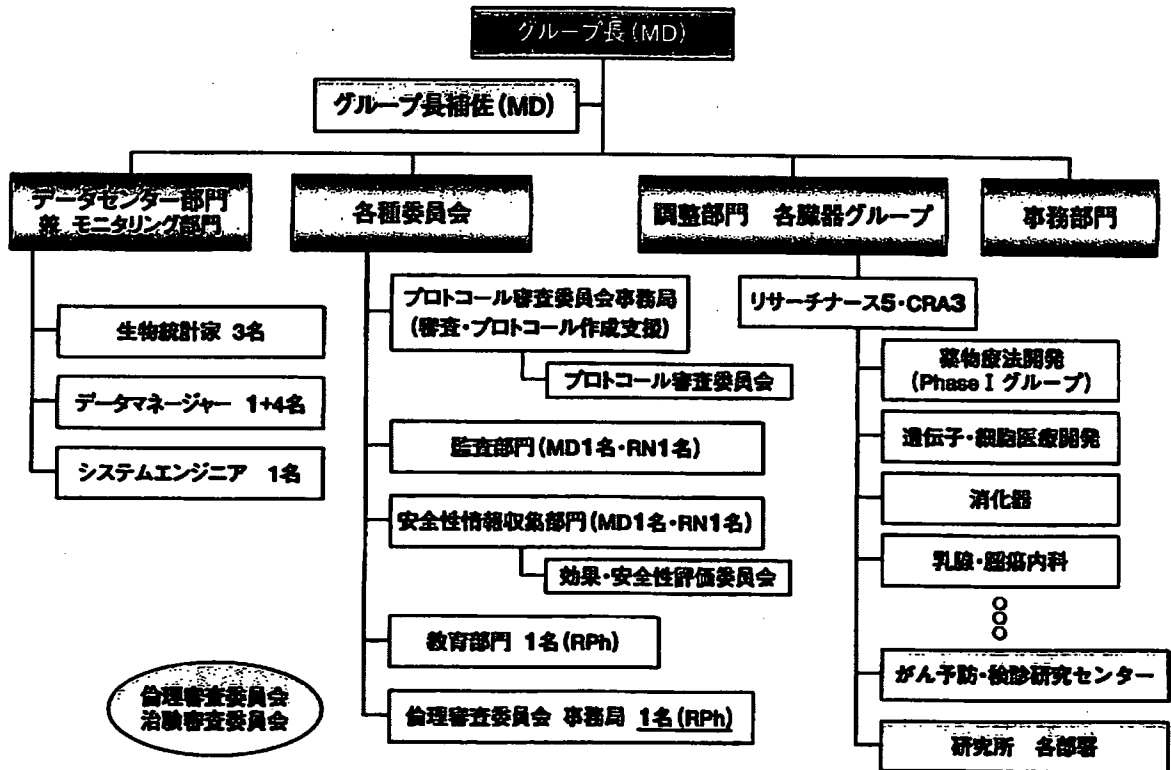 グループ長(MD)
グループ長補佐(MD)
データセンター部門
兼 モニタリング部門
各種委員会
調整部門 各臓器グループ
事務部門
生物統計家 3名
データマネージャー 1+4名
システムエンジニア 1名
プロトコール審査委員会事務局
(審査・プロトコール作成支援)
プロトコール審査委員会
監査部門(MD1名・RN1名)
安全性情報収集部門(MD1名・RN1名)
効果・安全性評価委員会
教育部門 1名(RPh)
倫理審査委員会 事務局 1名(RPh)
リサーチナース5・CRA3
薬物療法開発
(Phase I グループ)
遺伝子・細胞医療開発
消化器
乳腺・腫瘍内科
がん予防・検診研究センター
研究所 各部署
倫理審査委員会
治験審査委員会